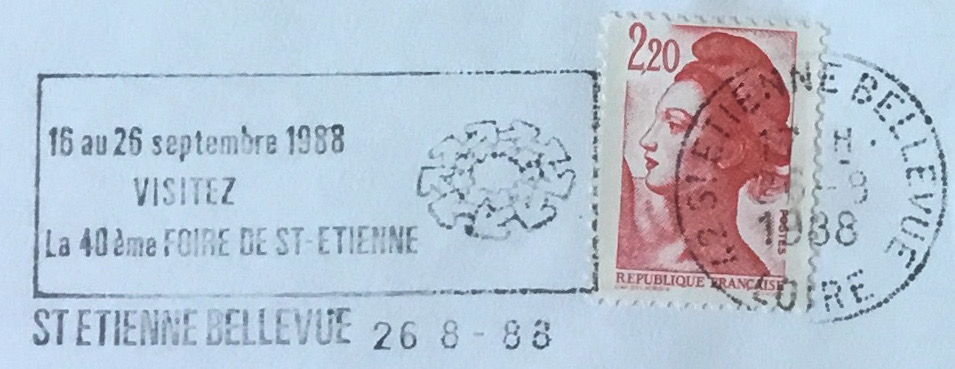 16 au 26 septembre 1988
VISITEZ
La 40ème FOIRE DE ST-ETIENNE
ST ETIENNE BELLEVUE 26 8-88
2,20
POSTES
REPUBLIQUE FRANÇAISE
42 ST ETIENNE BELLEVUE
1988
LOIRE